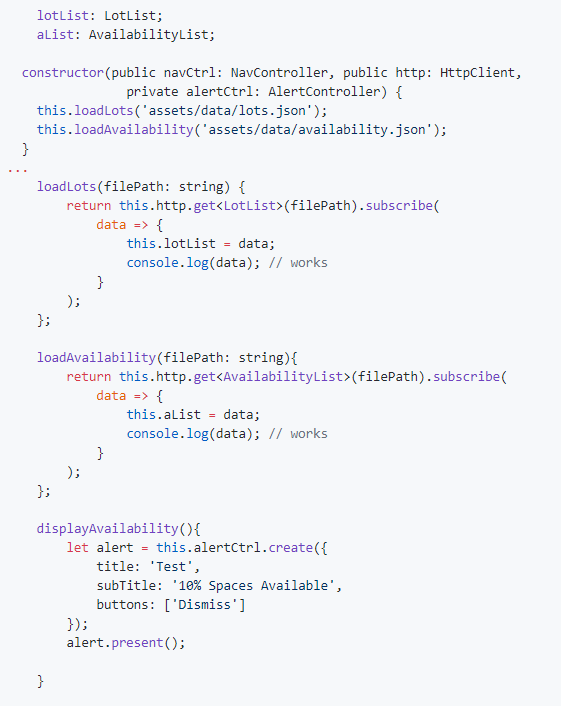 lotList: LotList;
aList: AvailabilityList;
constructor(public navCtrl: NavController, public http: HttpClient,
private alertCtrl: AlertController) {
this.loadLots('assets/data/lots.json');
this.loadAvailability('assets/data/availability.json');
}
...
loadLots(filePath: string) {
return this.http.get<LotList>(filePath).subscribe(
data => {
this.lotList = data;
console.log(data); // works
}
);
};
loadAvailability(filePath: string){
return this.http.get<AvailabilityList>(filePath).subscribe(
data => {
this.aList = data;
console.log(data); // works
}
);
};
displayAvailability(){
let alert = this.alertCtrl.create({
title: 'Test',
subTitle: '10% Spaces Available',
buttons: ['Dismiss']
});
alert.present();
}